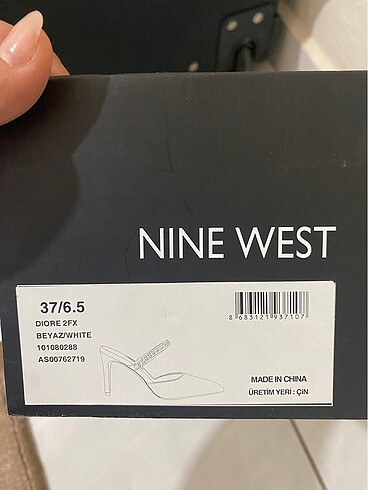 NINE WEST
37/6.5
DIORE 2FX
BEYAZ/WHITE
101080288
AS00762719
8 683121 937107
MADE IN CHINA
ÜRETİM YERİ : ÇİN